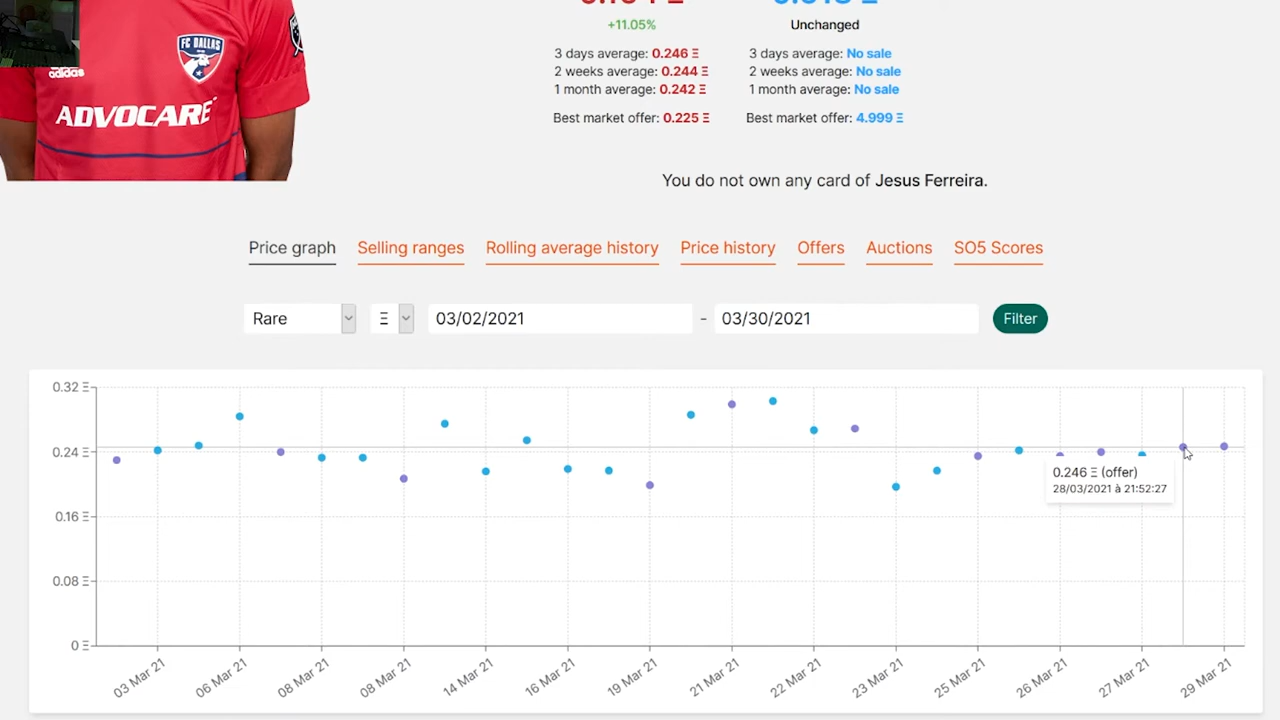 FC DALLAS
adidas
ADVOCARE
+11.05%
Unchanged
3 days average: 0.246 Ξ
3 days average: No sale
2 weeks average: 0.244 Ξ
2 weeks average: No sale
1 month average: 0.242 Ξ
1 month average: No sale
Best market offer: 0.225 Ξ
Best market offer: 4.999 Ξ
You do not own any card of Jesus Ferreira.
Price graph Selling ranges Rolling average history Price history Offers Auctions SO5 Scores
Rare Ξ 03/02/2021 - 03/30/2021 Filter
0.32 Ξ
0.24 Ξ
0.16 Ξ
0.08 Ξ
0 Ξ
0.246 Ξ (offer)
28/03/2021 à 21:52:27
03 Mar 21 06 Mar 21 08 Mar 21 08 Mar 21 14 Mar 21 16 Mar 21 19 Mar 21 21 Mar 21 22 Mar 21 23 Mar 21 25 Mar 21 26 Mar 21 27 Mar 21 29 Mar 21